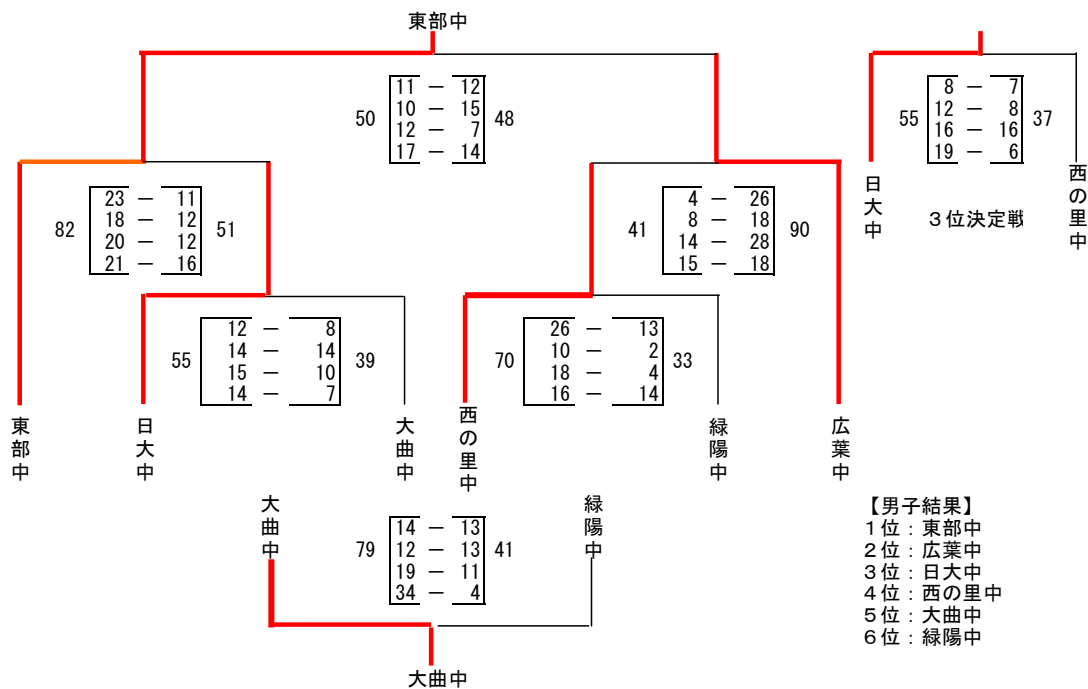 東部中
50
11 － 12
10 － 15
12 － 7
17 － 14
48
55
8 － 7
12 － 8
16 － 16
19 － 6
37
日大中
西の里中
３位決定戦
82
23 － 11
18 － 12
20 － 12
21 － 16
51
41
4 － 26
8 － 18
14 － 28
15 － 18
90
55
12 － 8
14 － 14
15 － 10
14 － 7
39
70
26 － 13
10 － 2
18 － 4
16 － 14
33
東部中
日大中
大曲中
西の里中
緑陽中
広葉中
大曲中
79
14 － 13
12 － 13
19 － 11
34 － 4
41
緑陽中
大曲中
【男子結果】
１位：東部中
２位：広葉中
３位：日大中
４位：西の里中
５位：大曲中
６位：緑陽中